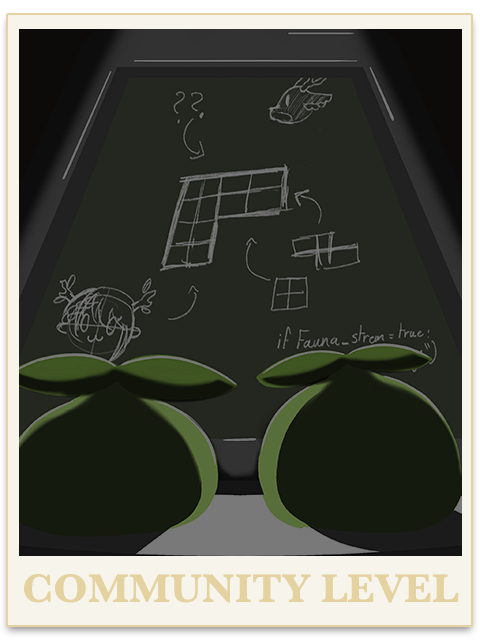 ??
if Fauna_strem = true:
COMMUNITY LEVEL